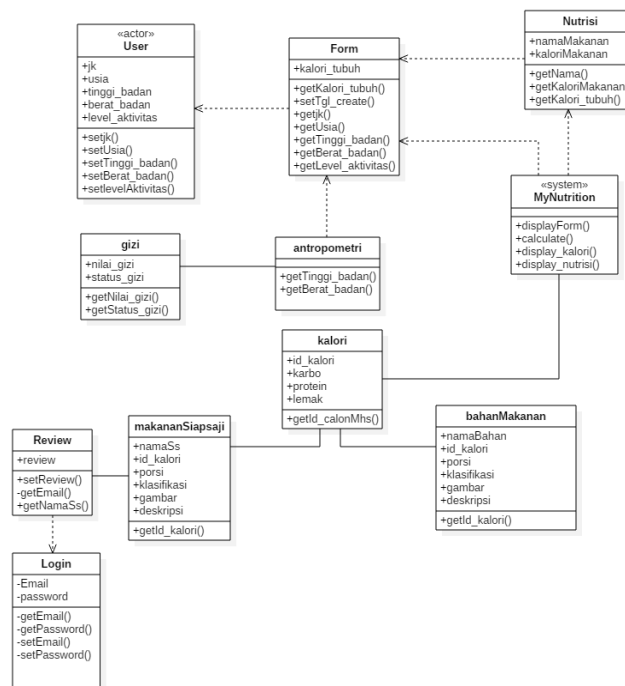 «actor»
User
+jk
+usia
+tinggi_badan
+berat_badan
+level_aktivitas
+setjk()
+setUsia()
+setTinggi_badan()
+setBerat_badan()
+setlevelAktivitas()
Form
+kalori_tubuh
+getKalori_tubuh()
+setTgl_create()
+getjk()
+getUsia()
+getTinggi_badan()
+getBerat_badan()
+getLevel_aktivitas()
Nutrisi
+namaMakanan
+kaloriMakanan
+getNama()
+getKaloriMakanan()
+getKalori_tubuh()
«system»
MyNutrition
+displayForm()
+calculate()
+display_kalori()
+display_nutrisi()
gizi
+nilai_gizi
+status_gizi
+getNilai_gizi()
+getStatus_gizi()
antropometri
+getTinggi_badan()
+getBerat_badan()
kalori
+id_kalori
+karbo
+protein
+lemak
+getId_calonMhs()
Review
+review
+setReview()
-getEmail()
+getNamaSs()
makananSiapsaji
+namaSs
+id_kalori
+porsi
+klasifikasi
+gambar
+deskripsi
+getId_kalori()
bahanMakanan
+namaBahan
+id_kalori
+porsi
+klasifikasi
+gambar
+deskripsi
+getId_kalori()
Login
-Email
-password
-getEmail()
-getPassword()
-setEmail()
-setPassword()